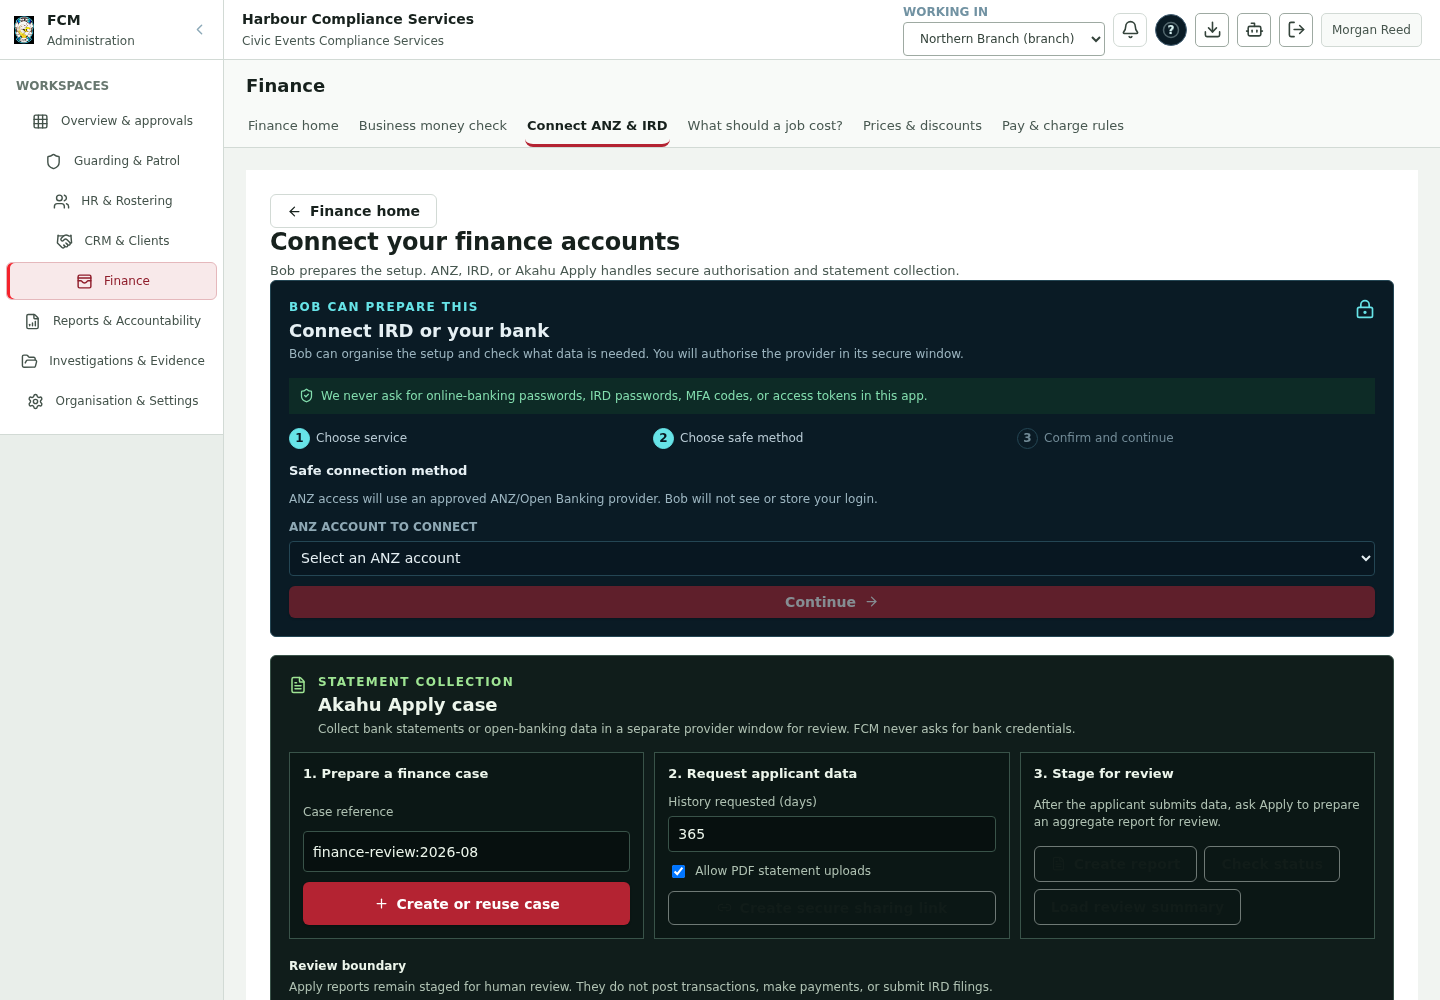 FCM
Administration
Harbour Compliance Services
Civic Events Compliance Services
WORKING IN
Northern Branch (branch)
?
Morgan Reed
WORKSPACES
Overview & approvals
Guarding & Patrol
HR & Rostering
CRM & Clients
Finance
Reports & Accountability
Investigations & Evidence
Organisation & Settings
Finance
Finance home
Business money check
Connect ANZ & IRD
What should a job cost?
Prices & discounts
Pay & charge rules
Finance home
Connect your finance accounts
Bob prepares the setup. ANZ, IRD, or Akahu Apply handles secure authorisation and statement collection.
BOB CAN PREPARE THIS
Connect IRD or your bank
Bob can organise the setup and check what data is needed. You will authorise the provider in its secure window.
We never ask for online-banking passwords, IRD passwords, MFA codes, or access tokens in this app.
1 Choose service
2 Choose safe method
3 Confirm and continue
Safe connection method
ANZ access will use an approved ANZ/Open Banking provider. Bob will not see or store your login.
ANZ ACCOUNT TO CONNECT
Select an ANZ account
Continue
STATEMENT COLLECTION
Akahu Apply case
Collect bank statements or open-banking data in a separate provider window for review. FCM never asks for bank credentials.
1. Prepare a finance case
Case reference
finance-review:2026-08
Create or reuse case
2. Request applicant data
History requested (days)
365
Allow PDF statement uploads
Create secure sharing link
3. Stage for review
After the applicant submits data, ask Apply to prepare
an aggregate report for review.
Create report
Check status
Load review summary
Review boundary
Apply reports remain staged for human review. They do not post transactions, make payments, or submit IRD filings.